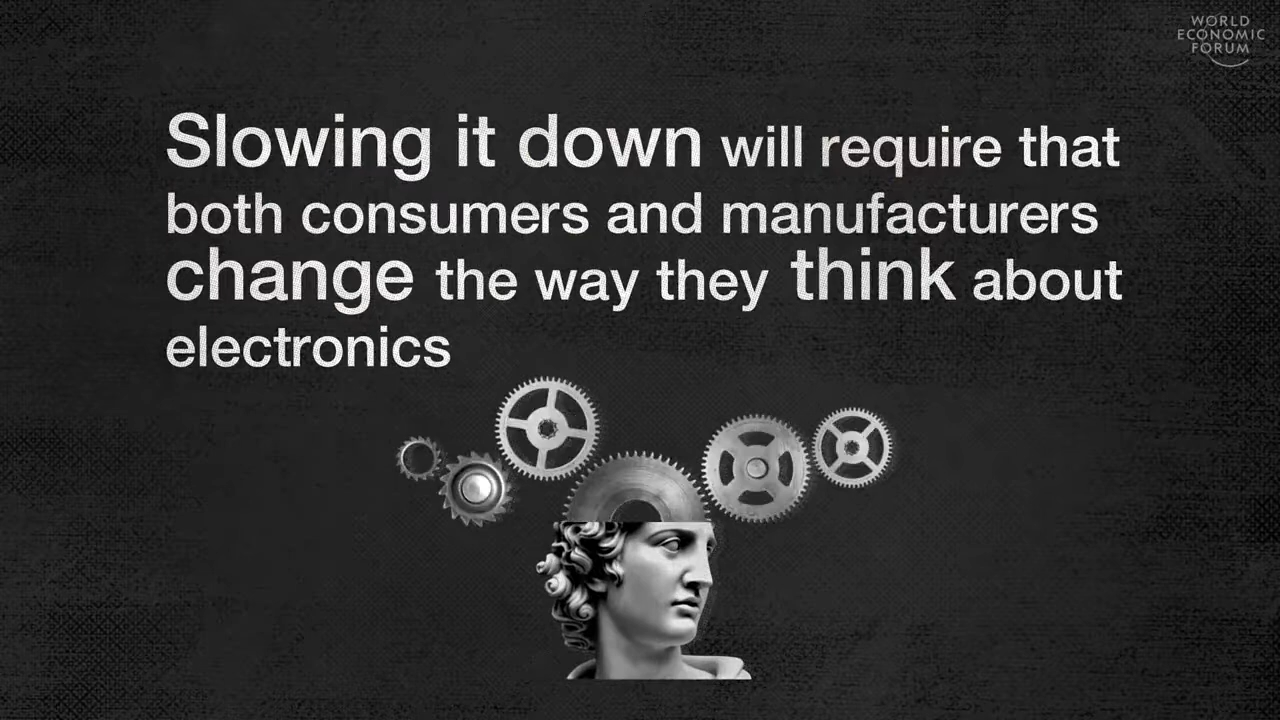 WORLD
ECONOMIC
FORUM
Slowing it down will require that
both consumers and manufacturers
change the way they think about
electronics